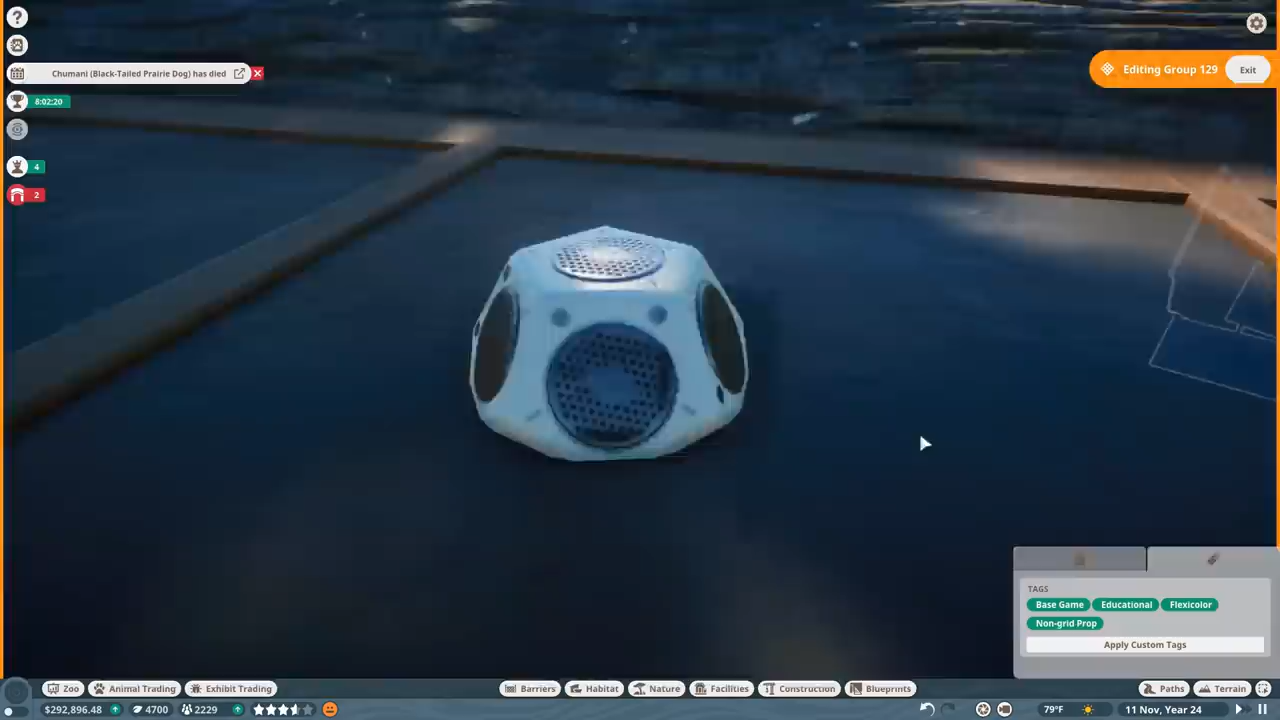 ?
Chumani (Black-Tailed Prairie Dog) has died
8:02:20
4
2
Editing Group 129
Exit
TAGS
Base Game
Educational
Flexicolor
Non-grid Prop
Apply Custom Tags
Zoo
Animal Trading
Exhibit Trading
Barriers
Habitat
Nature
Facilities
Construction
Blueprints
Paths
Terrain
$292,896.48
4700
2229
79°F
11 Nov, Year 24